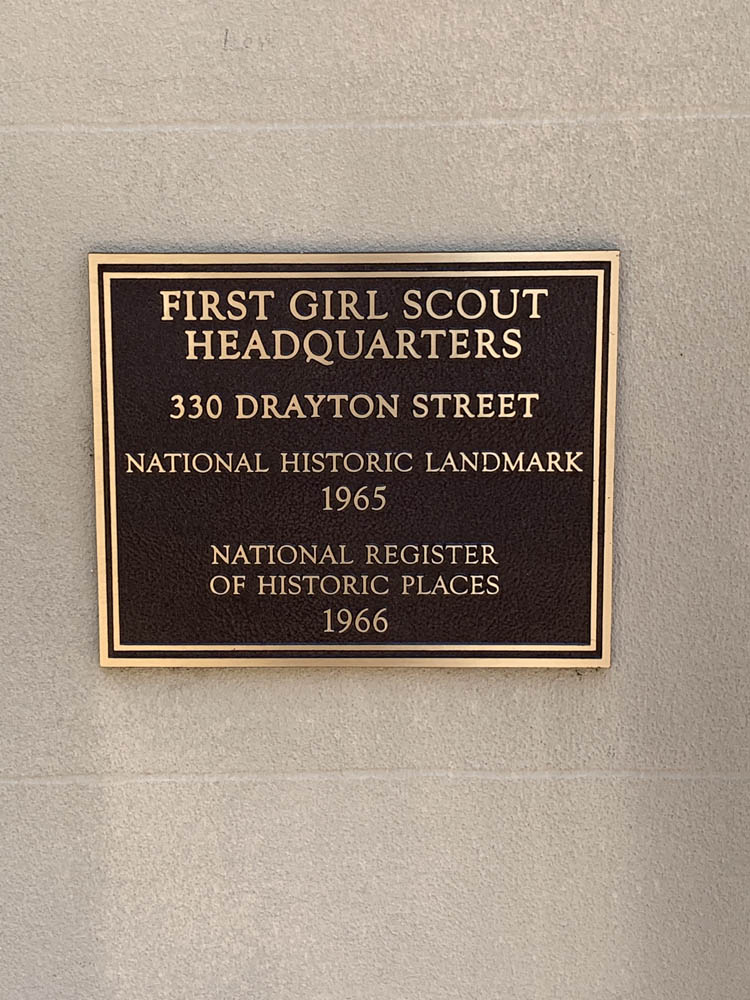 FIRST GIRL SCOUT
HEADQUARTERS
330 DRAYTON STREET
NATIONAL HISTORIC LANDMARK
1965
NATIONAL REGISTER
OF HISTORIC PLACES
1966